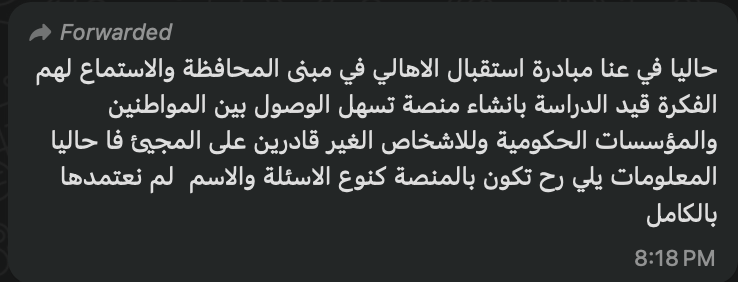 Forwarded
حاليا في عنا مبادرة استقبال الاهالي في مبنى المحافظة والاستماع لهم
الفكرة قيد الدراسة بانشاء منصة تسهل الوصول بين المواطنين
والمؤسسات الحكومية وللاشخاص الغير قادرين على المجيئ فا حاليا
المعلومات يلي رح تكون بالمنصة كنوع الاسئلة والاسم  لم نعتمدها
بالكامل
8:18 PM